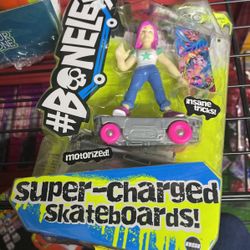 #BONELESS
insane
tricks!
motorized!
super-charged
skateboards!